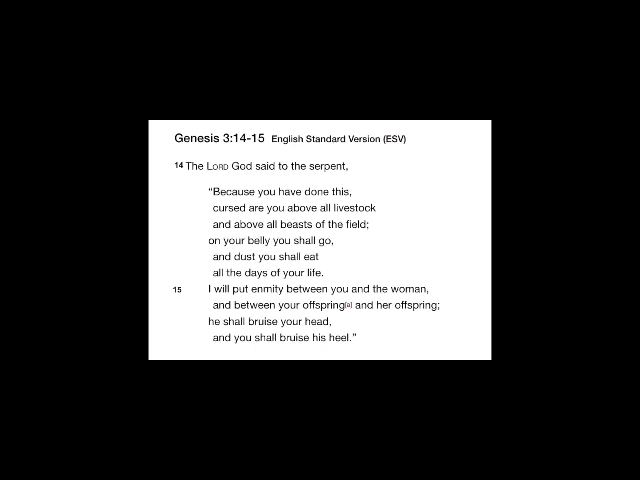 Genesis 3:14-15 English Standard Version (ESV)
14 The LORD God said to the serpent,
“Because you have done this,
cursed are you above all livestock
and above all beasts of the field;
on your belly you shall go,
and dust you shall eat
all the days of your life.
15 I will put enmity between you and the woman,
and between your offspring[a] and her offspring;
he shall bruise your head,
and you shall bruise his heel.”